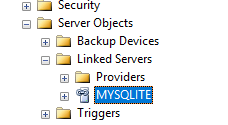 Security
Server Objects
Backup Devices
Linked Servers
Providers
MYSQLITE
Triggers